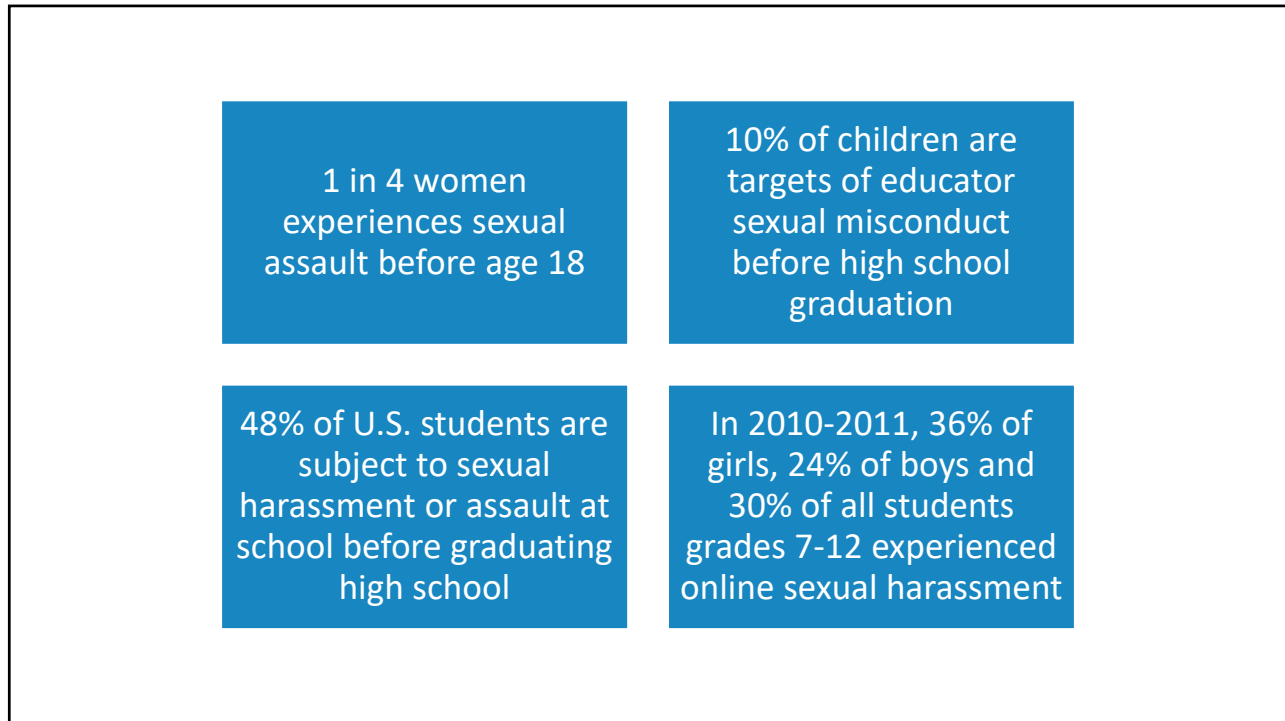 1 in 4 women
experiences sexual
assault before age 18
10% of children are
targets of educator
sexual misconduct
before high school
graduation
48% of U.S. students are
subject to sexual
harassment or assault at
school before graduating
high school
In 2010-2011, 36% of
girls, 24% of boys and
30% of all students
grades 7-12 experienced
online sexual harassment